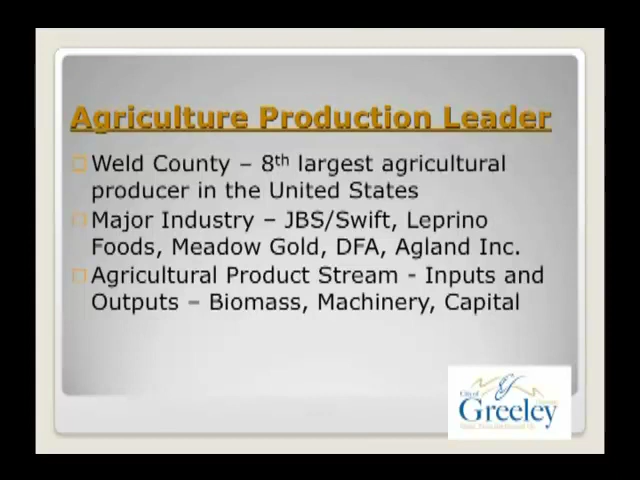 Agriculture Production Leader
Weld County – 8th largest agricultural
producer in the United States
Major Industry – JBS/Swift, Leprino
Foods, Meadow Gold, DFA, Agland Inc.
Agricultural Product Stream - Inputs and
Outputs – Biomass, Machinery, Capital
City of
Greeley